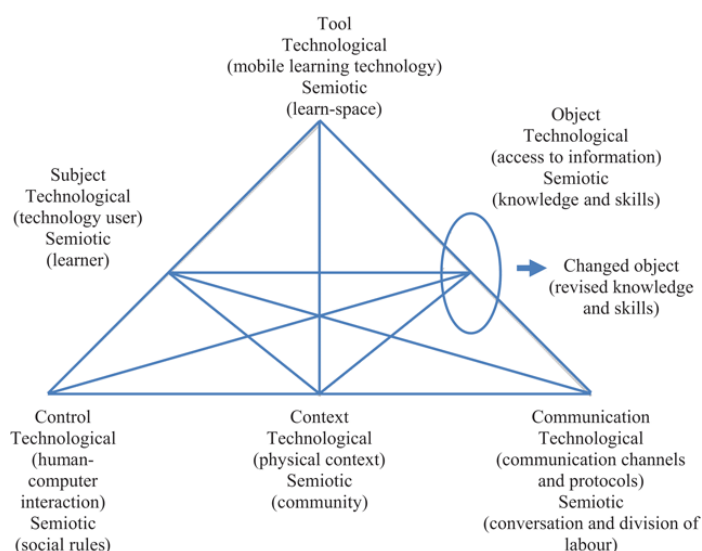 Tool
Technological
(mobile learning technology)
Semiotic
(learn-space)
Object
Technological
(access to information)
Semiotic
(knowledge and skills)
Subject
Technological
(technology user)
Semiotic
(learner)
Changed object
(revised knowledge
and skills)
Control
Technological
(human-
computer
interaction)
Semiotic
(social rules)
Context
Technological
(physical context)
Semiotic
(community)
Communication
Technological
(communication channels
and protocols)
Semiotic
(conversation and division of
labour)